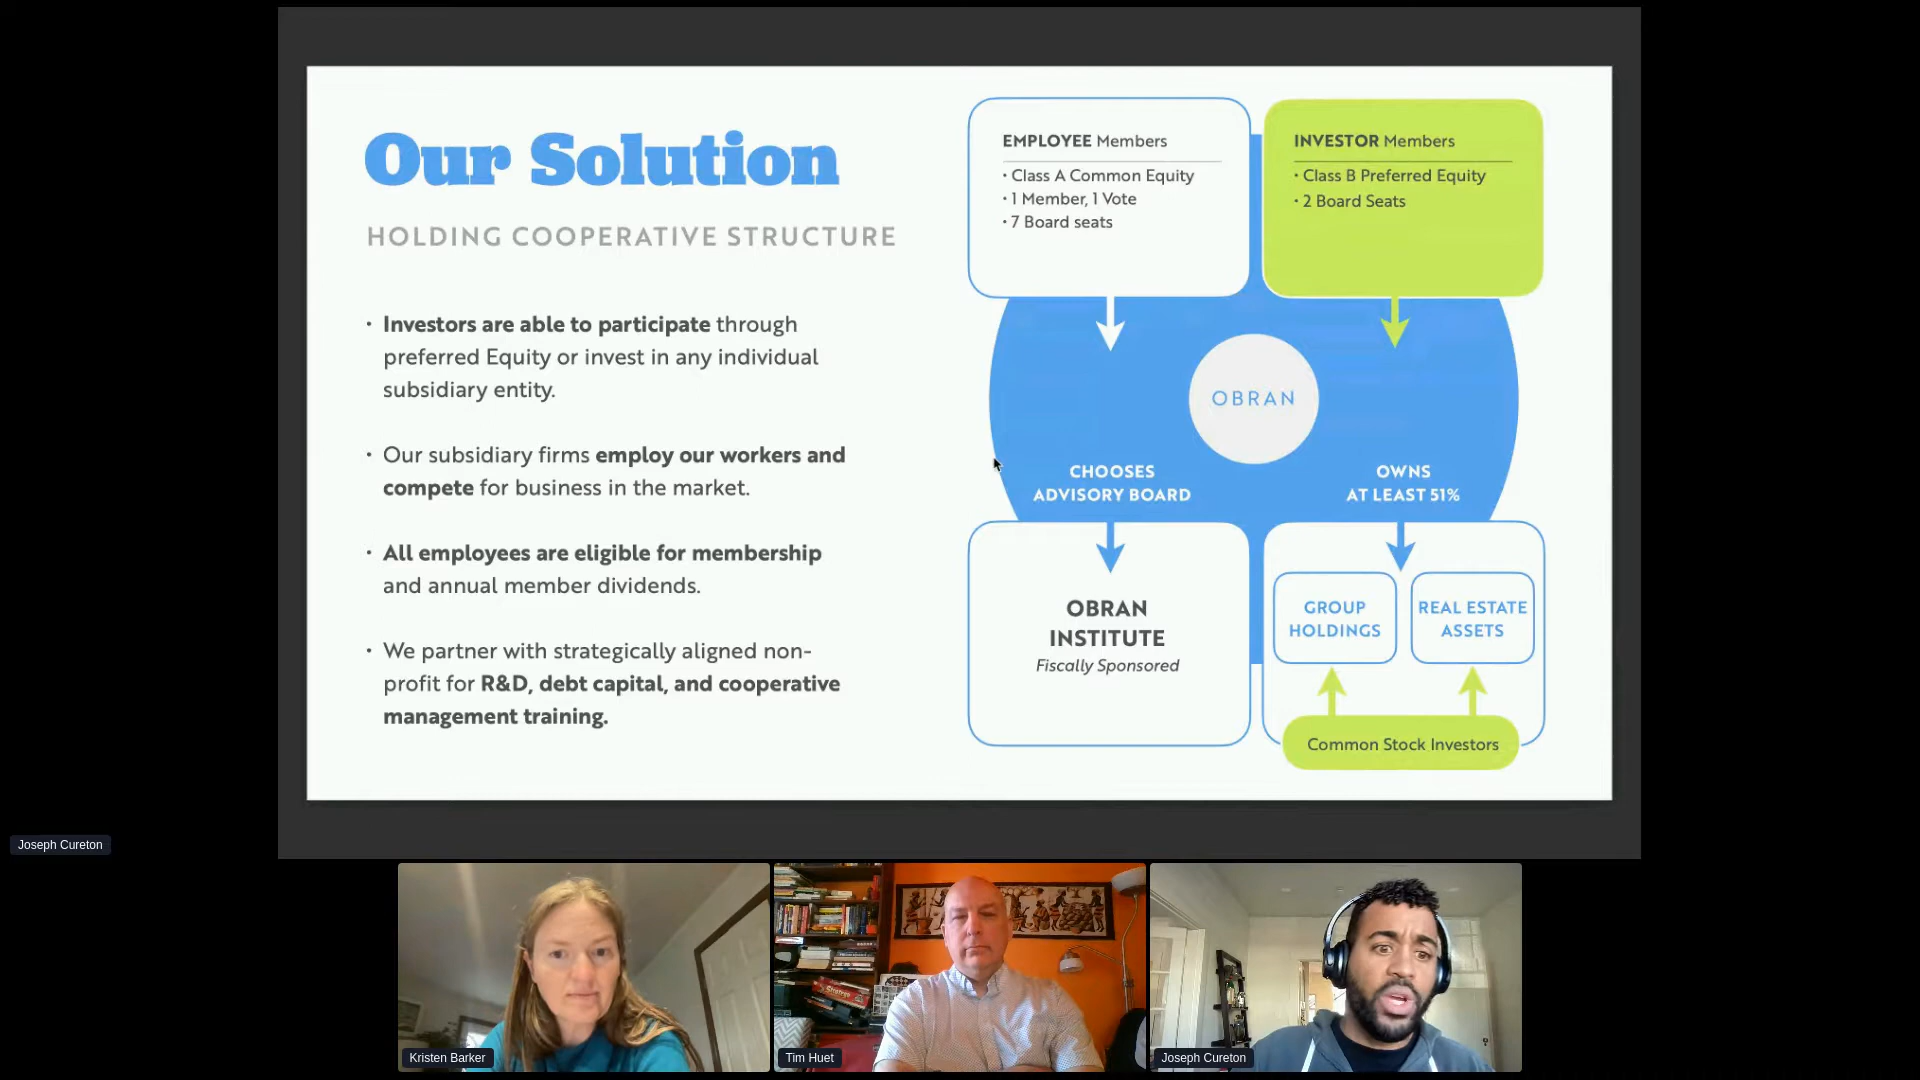 Our Solution
HOLDING COOPERATIVE STRUCTURE
• Investors are able to participate through
preferred Equity or invest in any individual
subsidiary entity.
• Our subsidiary firms employ our workers and
compete for business in the market.
• All employees are eligible for membership
and annual member dividends.
• We partner with strategically aligned non-
profit for R&D, debt capital, and cooperative
management training.
EMPLOYEE Members
• Class A Common Equity
• 1 Member, 1 Vote
• 7 Board seats
INVESTOR Members
• Class B Preferred Equity
• 2 Board Seats
OBRAN
CHOOSES
ADVISORY BOARD
OWNS
AT LEAST 51%
OBRAN
INSTITUTE
Fiscally Sponsored
GROUP
HOLDINGS
REAL ESTATE
ASSETS
Common Stock Investors
Joseph Cureton
Kristen Barker
Stratego
Tim Huet
Joseph Cureton